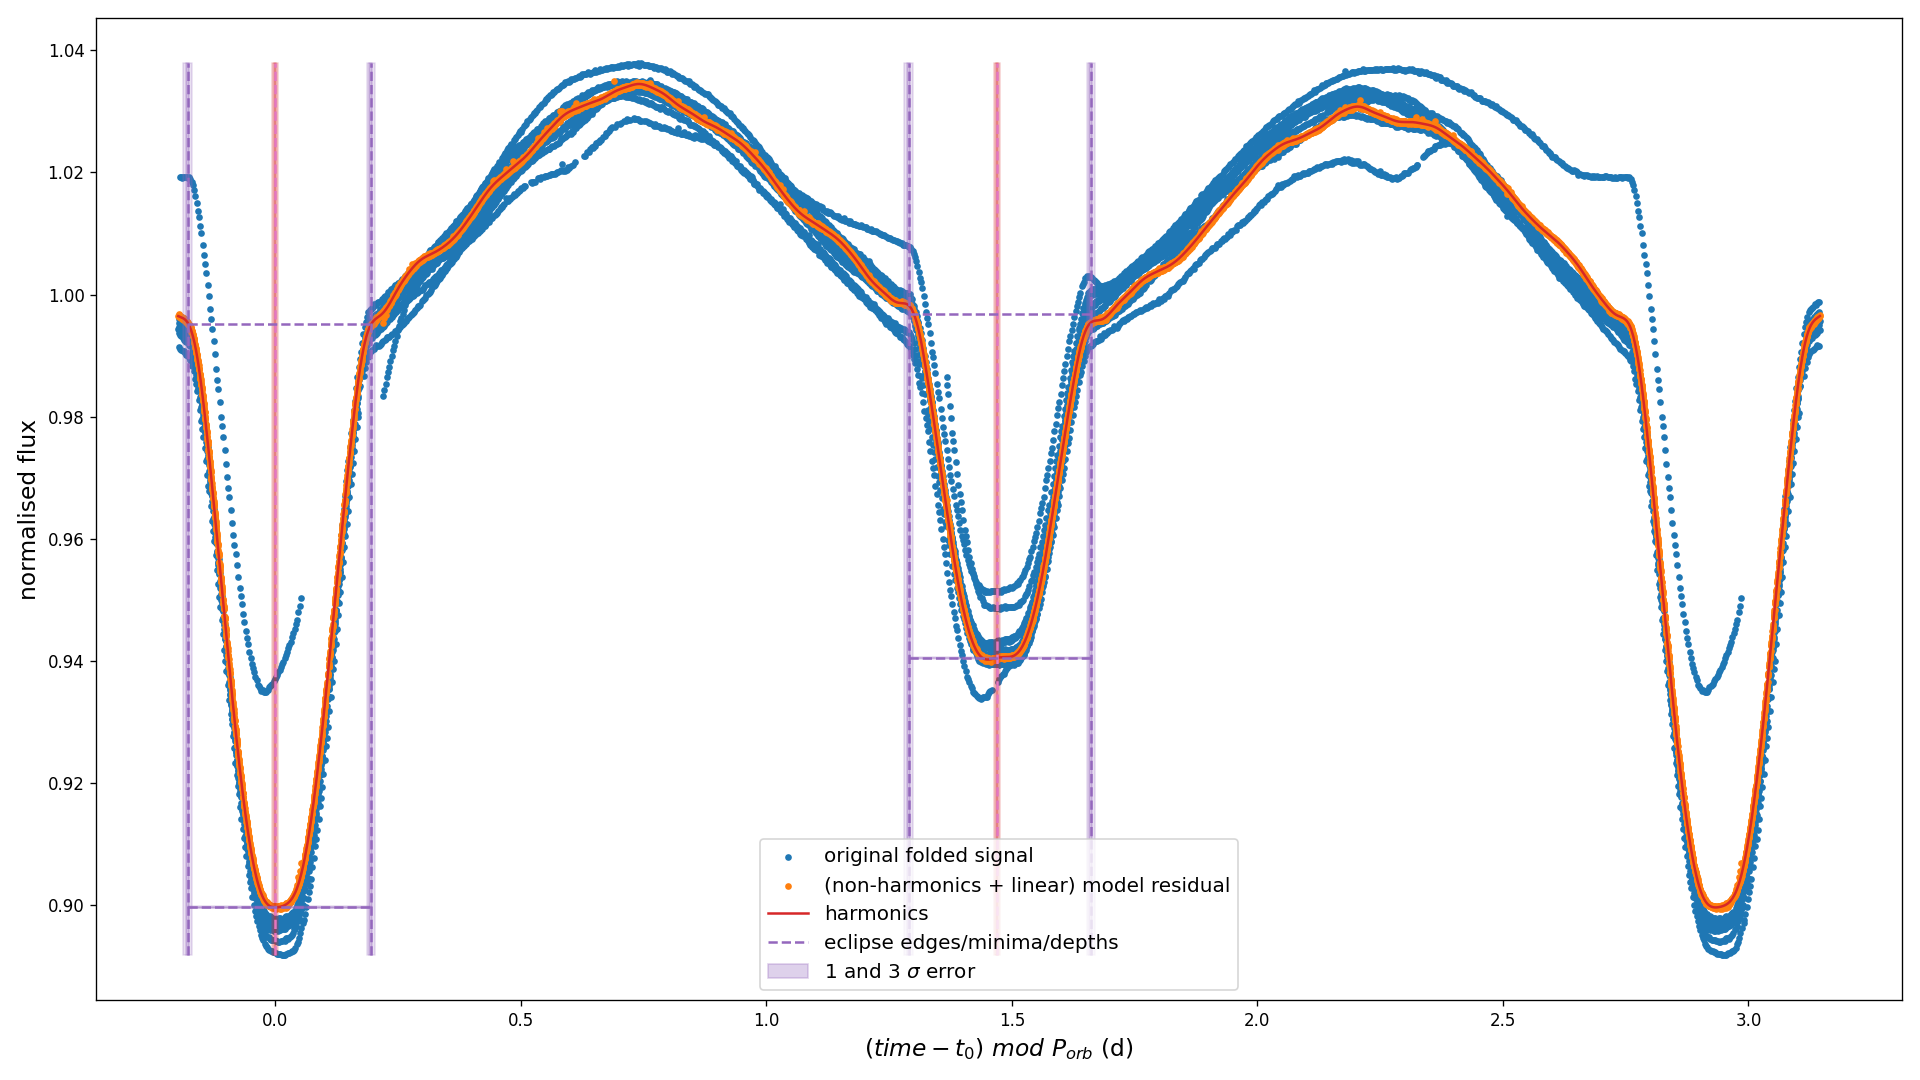 1.04
1.02
1.00
0.98
0.96
0.94
0.92
0.90
normalised flux
original folded signal
(non-harmonics + linear) model residual
harmonics
eclipse edges/minima/depths
1 and 3 σ error
0.0 0.5 1.0 1.5 2.0 2.5 3.0
(time − t₀) mod P_orb (d)